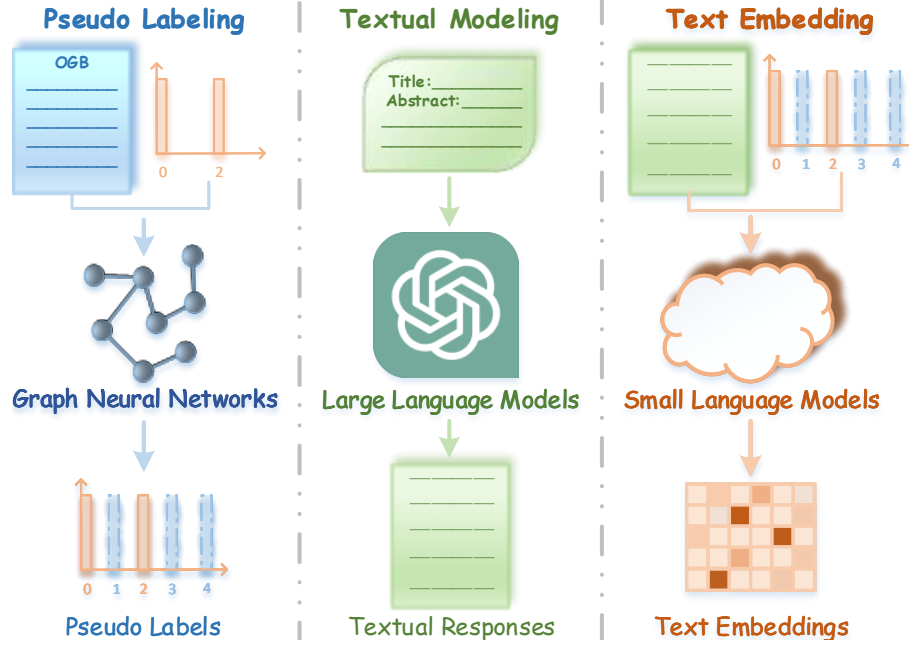 Pseudo Labeling
OGB
0 2
Graph Neural Networks
0 1 2 3 4
Pseudo Labels
Textual Modeling
Title:
Abstract:
Large Language Models
Textual Responses
Text Embedding
0 1 2 3 4
Small Language Models
Text Embeddings